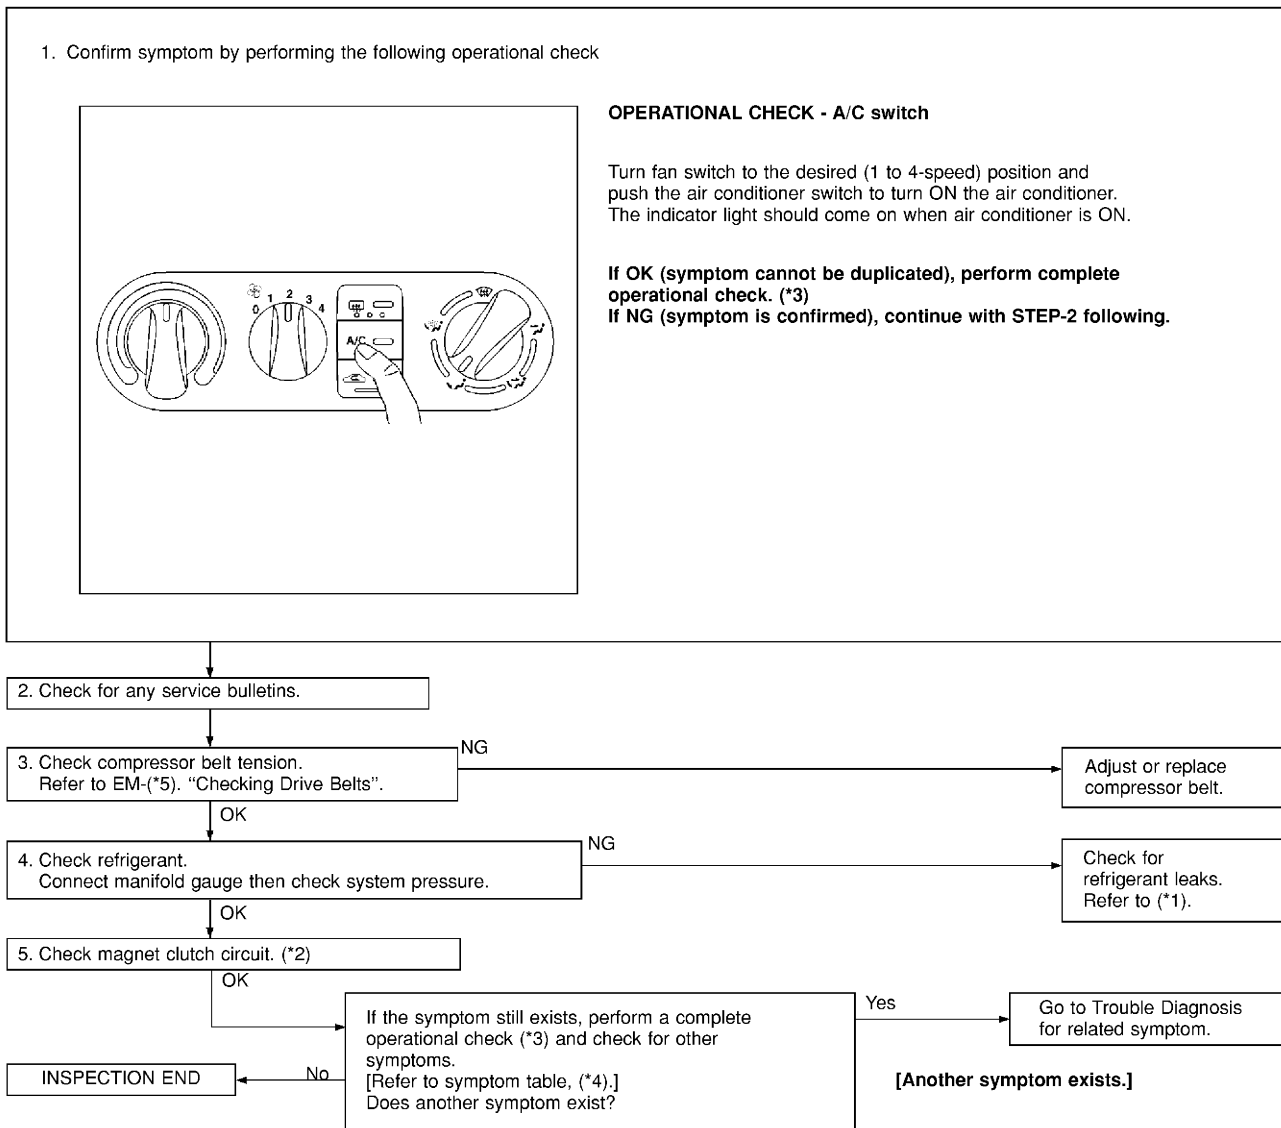 1. Confirm symptom by performing the following operational check
OPERATIONAL CHECK - A/C switch
Turn fan switch to the desired (1 to 4-speed) position and
push the air conditioner switch to turn ON the air conditioner.
The indicator light should come on when air conditioner is ON.
If OK (symptom cannot be duplicated), perform complete
operational check. (*3)
If NG (symptom is confirmed), continue with STEP-2 following.
0 1 2 3 4
A/C
2. Check for any service bulletins.
3. Check compressor belt tension.
Refer to EM-(*5). “Checking Drive Belts”.
NG
Adjust or replace
compressor belt.
OK
4. Check refrigerant.
Connect manifold gauge then check system pressure.
NG
Check for
refrigerant leaks.
Refer to (*1).
OK
5. Check magnet clutch circuit. (*2)
OK
If the symptom still exists, perform a complete
operational check (*3) and check for other
symptoms.
[Refer to symptom table, (*4).]
Does another symptom exist?
Yes
Go to Trouble Diagnosis
for related symptom.
[Another symptom exists.]
No
INSPECTION END